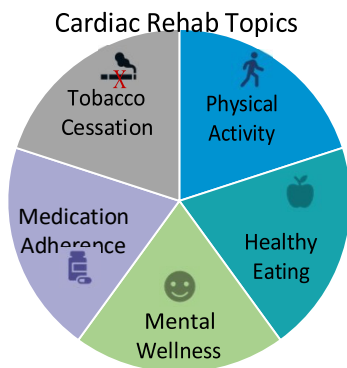 Cardiac Rehab Topics
Tobacco
Cessation
X
Physical
Activity
Medication
Adherence
Healthy
Eating
Mental
Wellness